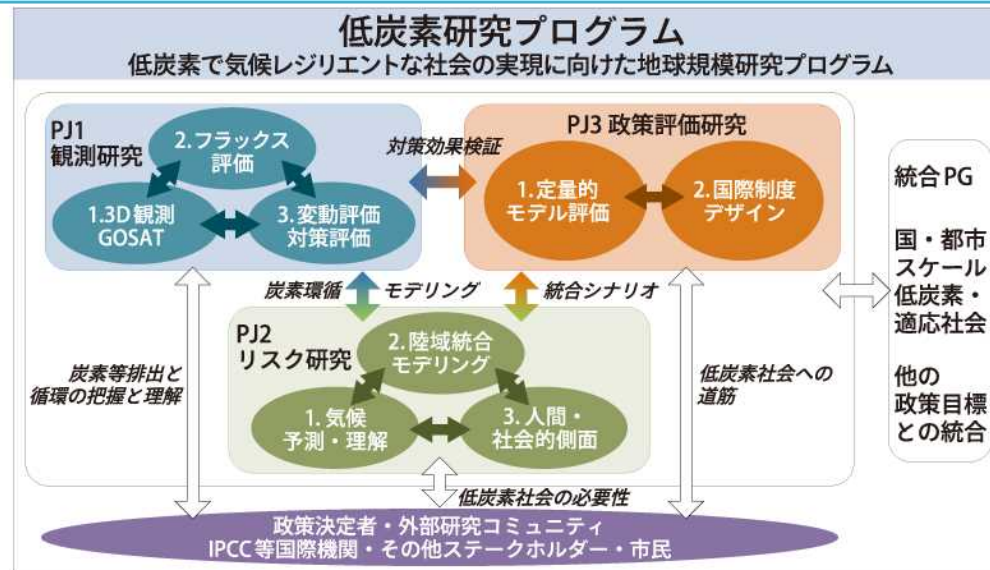 低炭素研究プログラム
低炭素で気候レジリエントな社会の実現に向けた地球規模研究プログラム
PJ1
観測研究
2.フラックス
評価
1.3D観測
GOSAT
3.変動評価
対策評価
対策効果検証
PJ3 政策評価研究
1.定量的
モデル評価
2.国際制度
デザイン
統合PG
国・都市
スケール
低炭素・
適応社会
他の
政策目標
との統合
炭素環循 モデリング
統合シナリオ
PJ2
リスク研究
2.陸域統合
モデリング
1.気候
予測・理解
3.人間・
社会的側面
炭素等排出と
循環の把握と理解
低炭素社会への
道筋
低炭素社会の必要性
政策決定者・外部研究コミュニティ
IPCC等国際機関・その他ステークホルダー・市民